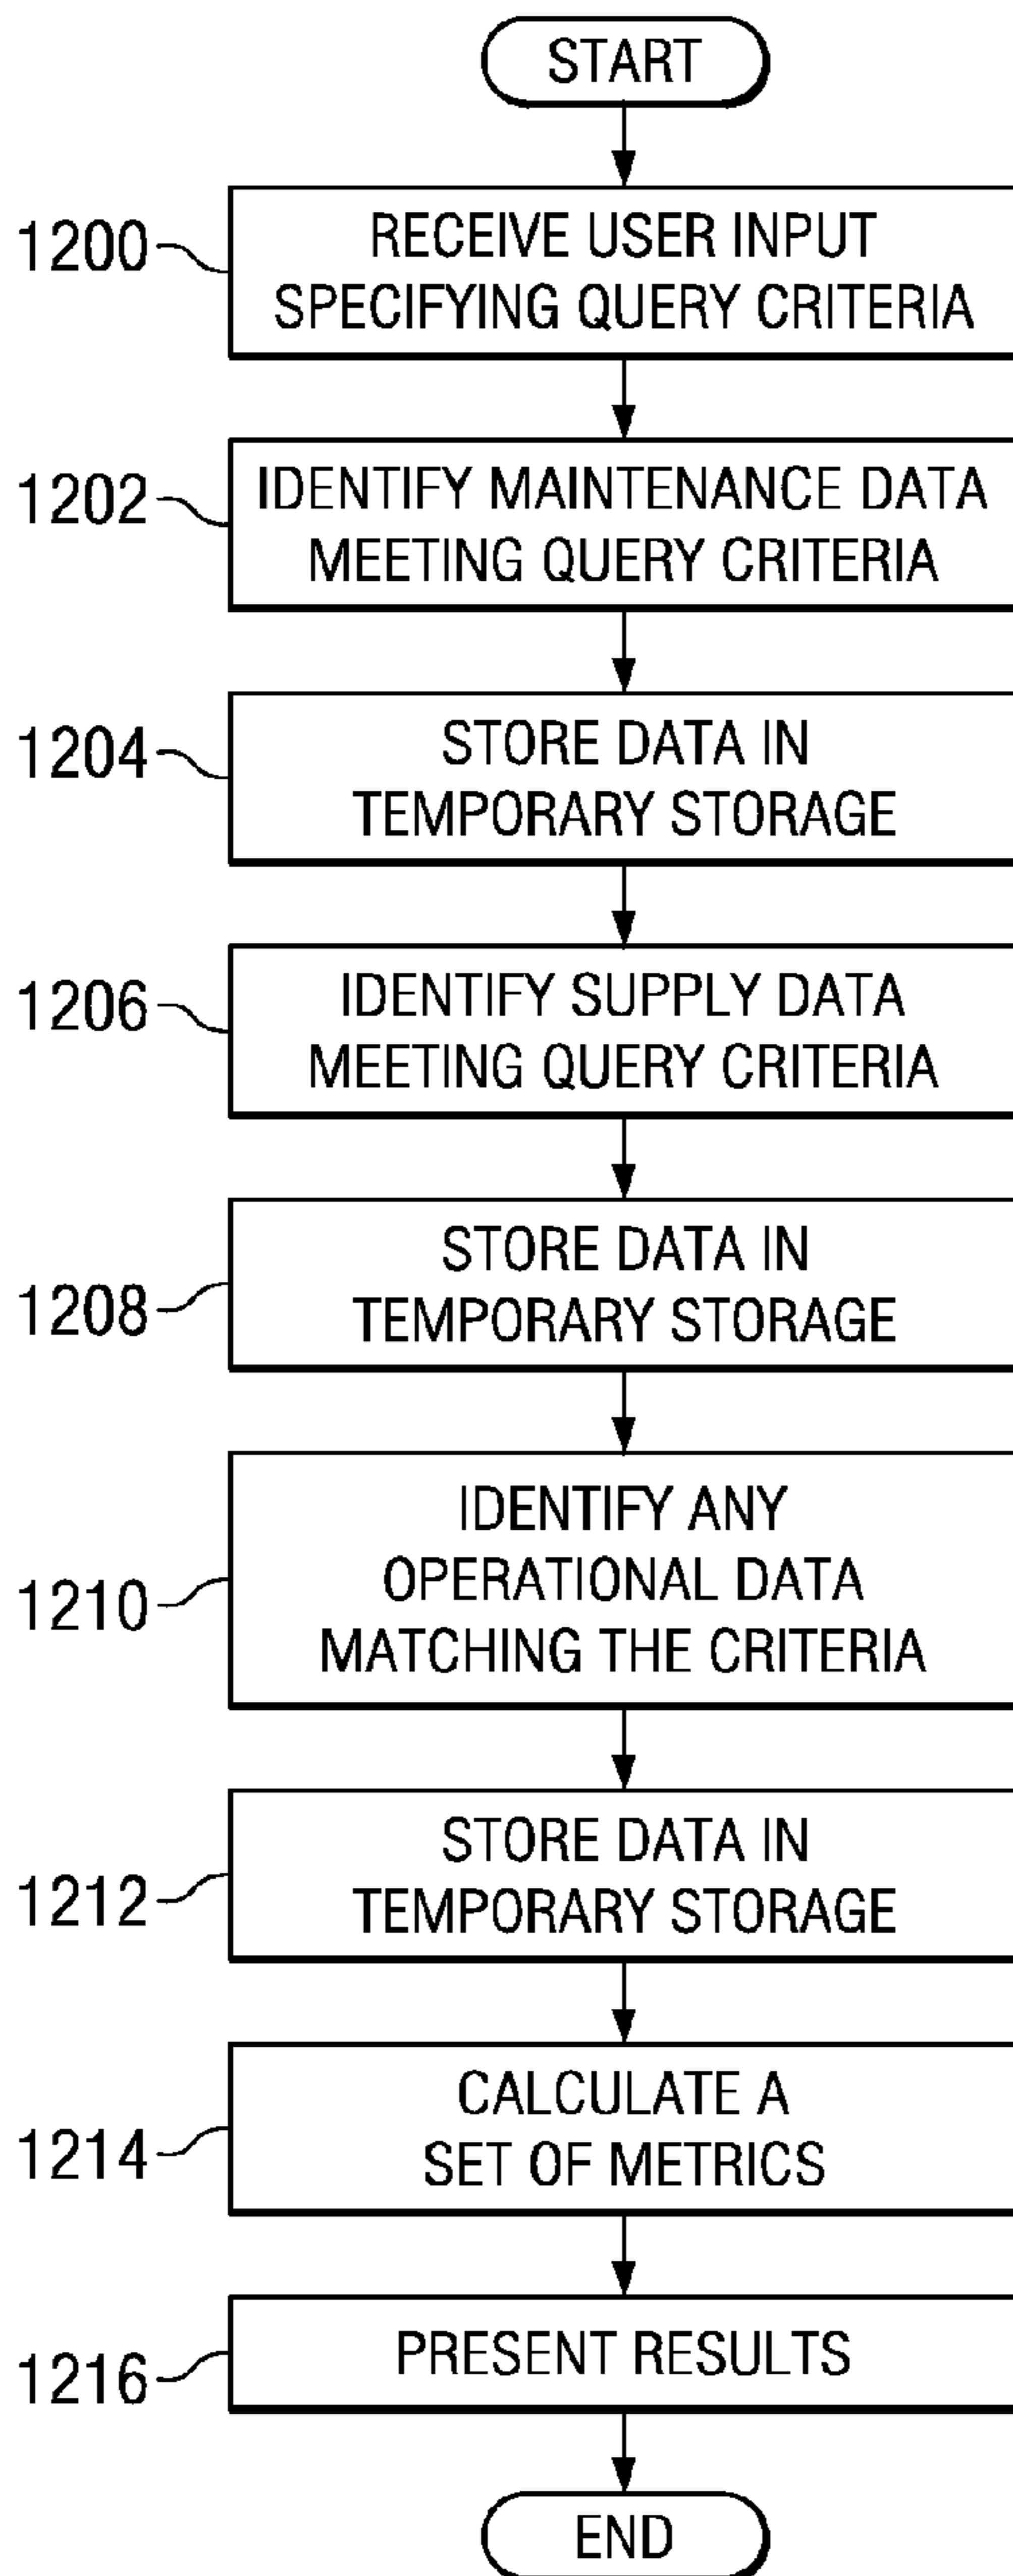 START
1200
RECEIVE USER INPUT
SPECIFYING QUERY CRITERIA
1202
IDENTIFY MAINTENANCE DATA
MEETING QUERY CRITERIA
1204
STORE DATA IN
TEMPORARY STORAGE
1206
IDENTIFY SUPPLY DATA
MEETING QUERY CRITERIA
1208
STORE DATA IN
TEMPORARY STORAGE
1210
IDENTIFY ANY
OPERATIONAL DATA
MATCHING THE CRITERIA
1212
STORE DATA IN
TEMPORARY STORAGE
1214
CALCULATE A
SET OF METRICS
1216
PRESENT RESULTS
END